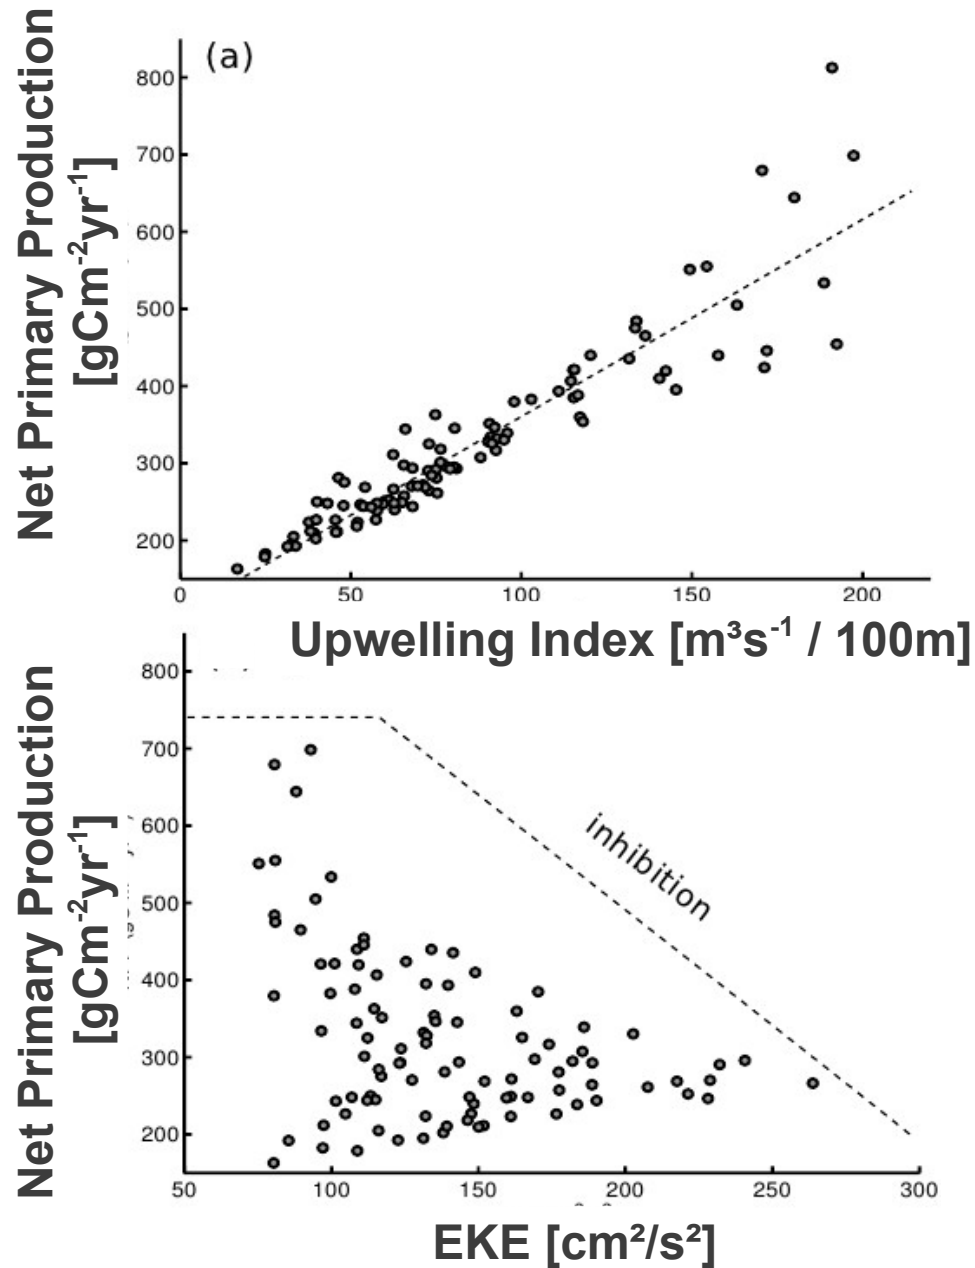 (a)
Net Primary Production
[gCm⁻²yr⁻¹]
800
700
600
500
400
300
200
0 50 100 150 200
Upwelling Index [m³s⁻¹ / 100m]
Net Primary Production
[gCm⁻²yr⁻¹]
800
700
600
500
400
300
200
inhibition
50 100 150 200 250 300
EKE [cm²/s²]